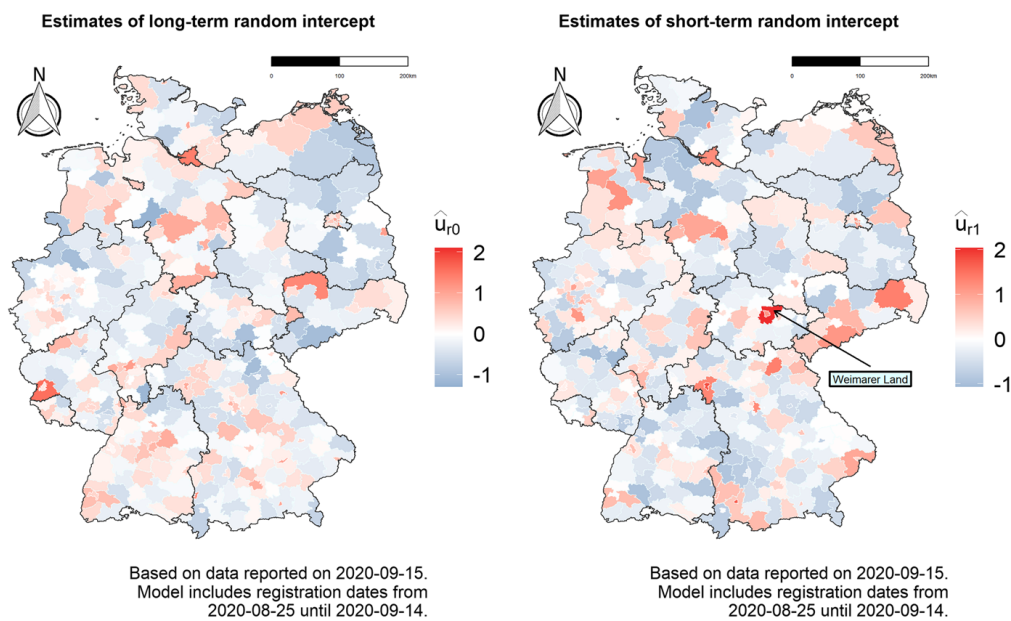 Estimates of long-term random intercept
N
0 100 200km
û_r0
2
1
0
-1
Based on data reported on 2020-09-15.
Model includes registration dates from
2020-08-25 until 2020-09-14.
Estimates of short-term random intercept
N
0 100 200km
Weimarer Land
û_r1
2
1
0
-1
Based on data reported on 2020-09-15.
Model includes registration dates from
2020-08-25 until 2020-09-14.